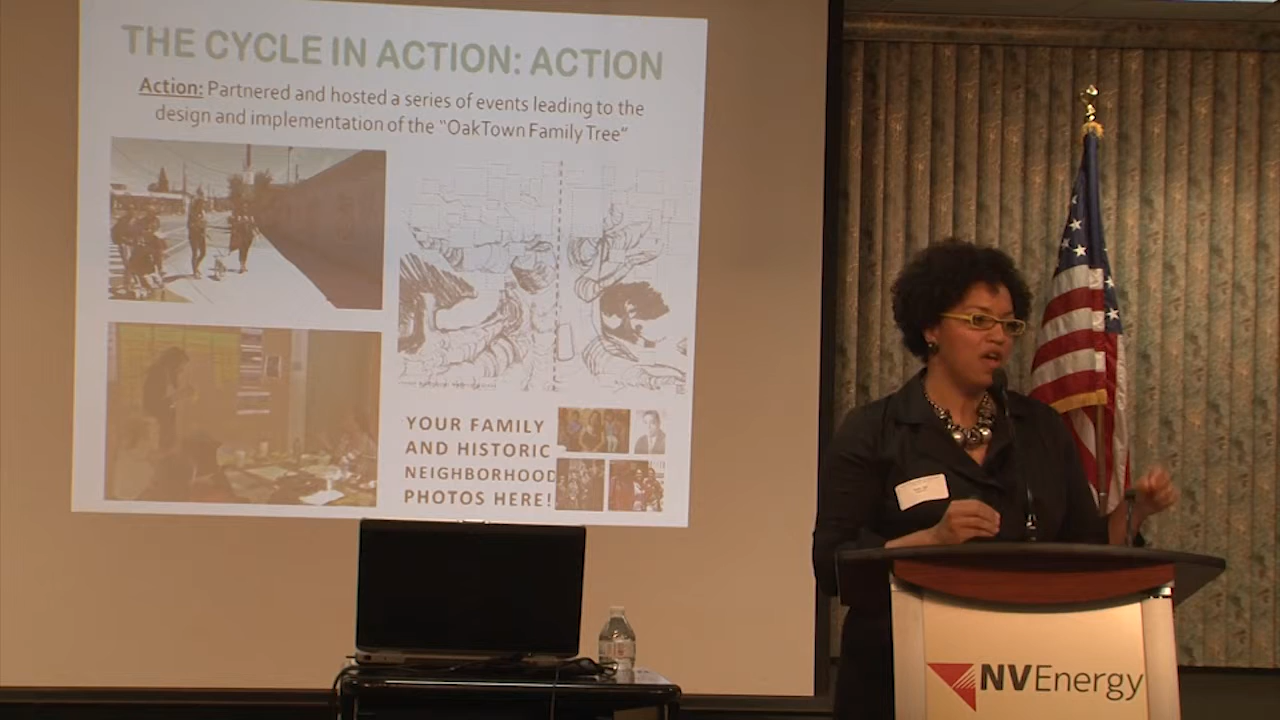 THE CYCLE IN ACTION: ACTION
Action: Partnered and hosted a series of events leading to the
design and implementation of the "OakTown Family Tree"
YOUR FAMILY
AND HISTORIC
NEIGHBORHOOD
PHOTOS HERE!
NVEnergy